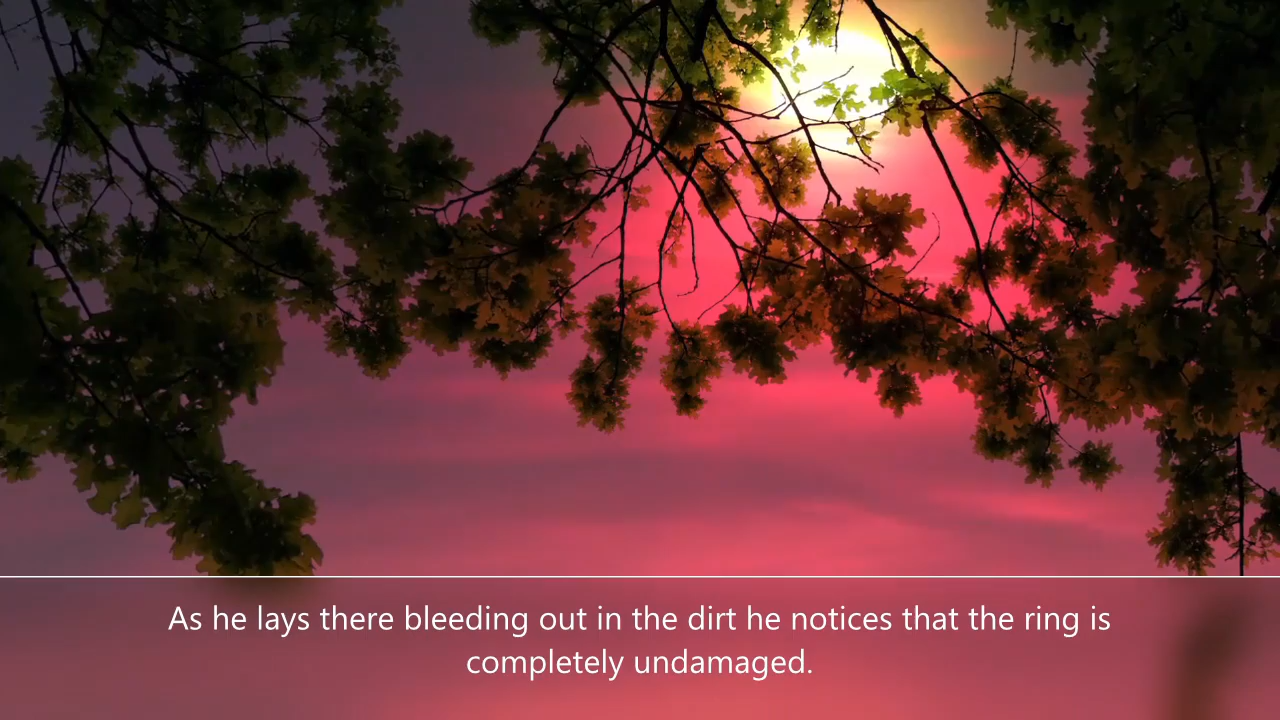 As he lays there bleeding out in the dirt he notices that the ring is
completely undamaged.